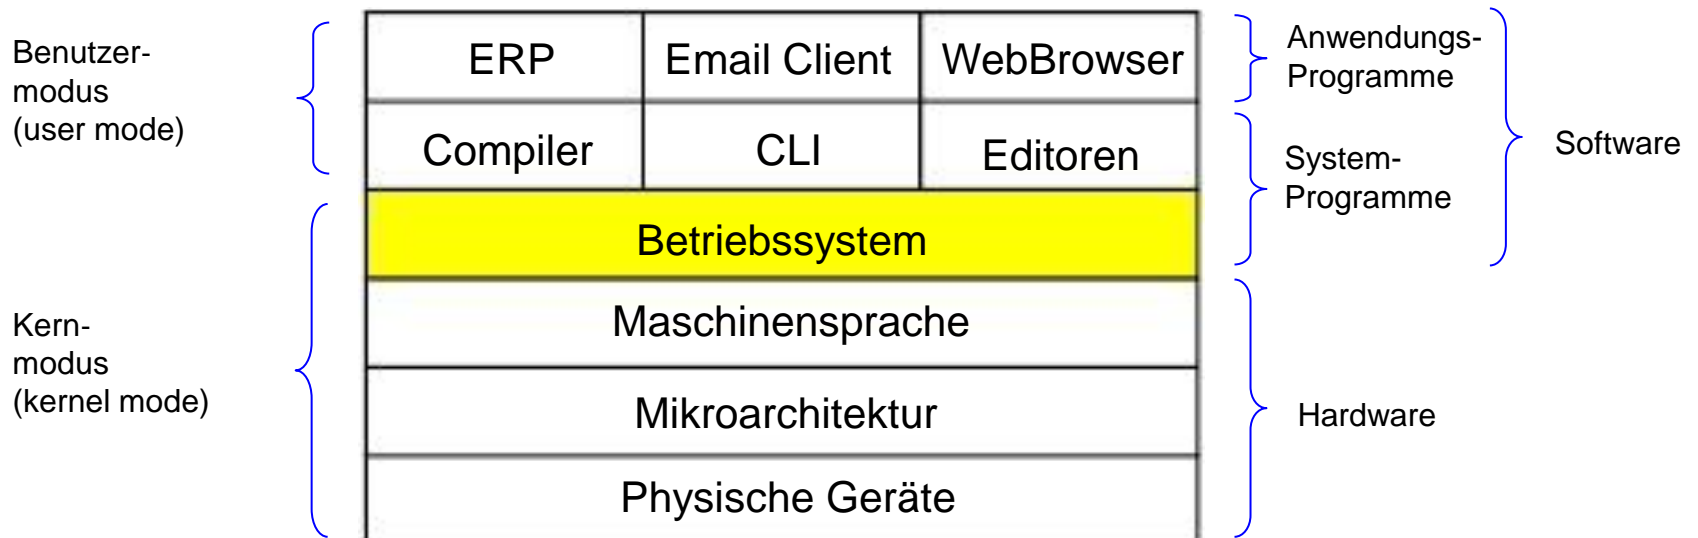 Benutzer-
modus
(user mode)
ERP
Email Client
WebBrowser
Anwendungs-
Programme
Compiler
CLI
Editoren
System-
Programme
Software
Betriebssystem
Kern-
modus
(kernel mode)
Maschinensprache
Mikroarchitektur
Physische Geräte
Hardware